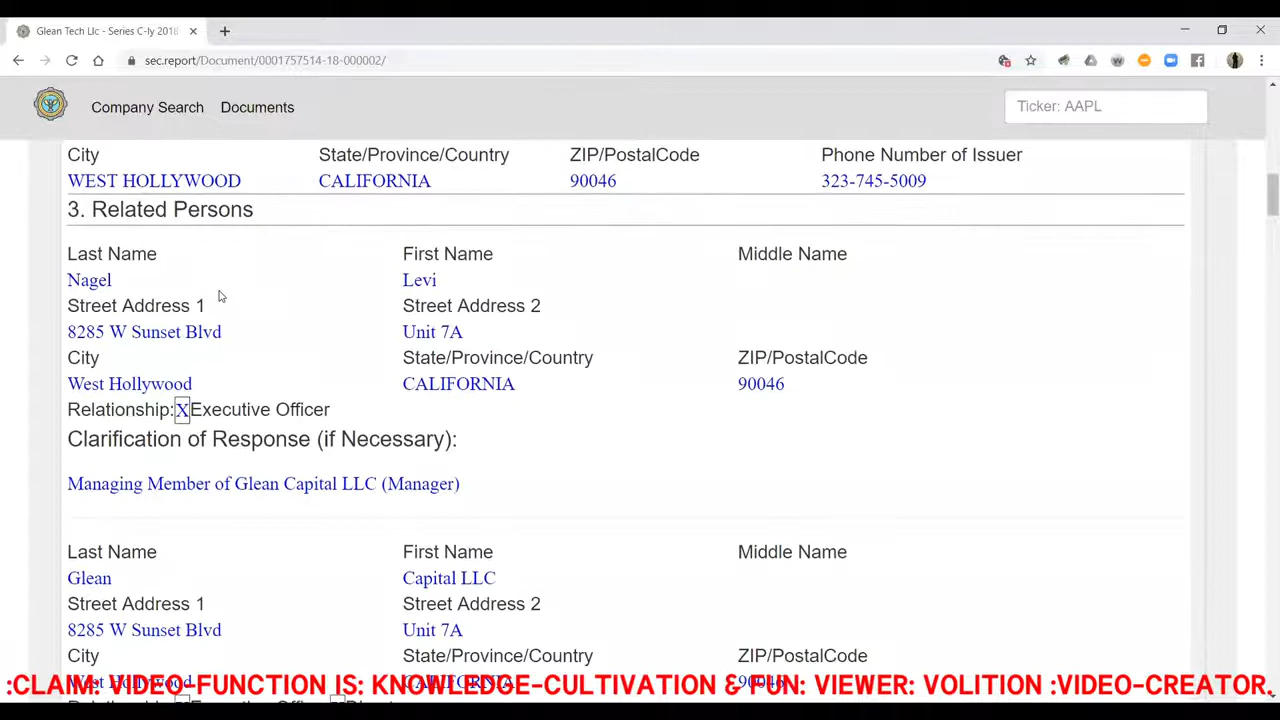 Glean Tech Llc - Series C-ly 2018
sec.report/Document/0001757514-18-000002/
Company Search Documents Ticker: AAPL
City State/Province/Country ZIP/PostalCode Phone Number of Issuer
WEST HOLLYWOOD CALIFORNIA 90046 323-745-5009
3. Related Persons
Last Name First Name Middle Name
Nagel Levi
Street Address 1 Street Address 2
8285 W Sunset Blvd Unit 7A
City State/Province/Country ZIP/PostalCode
West Hollywood CALIFORNIA 90046
Relationship: X Executive Officer
Clarification of Response (if Necessary):
Managing Member of Glean Capital LLC (Manager)
Last Name First Name Middle Name
Glean Capital LLC
Street Address 1 Street Address 2
8285 W Sunset Blvd Unit 7A
City State/Province/Country ZIP/PostalCode
West Hollywood CALIFORNIA 90046
:CLAIM: VIDEO-FUNCTION IS: KNOWLEDGE-CULTIVATION & FUN: VIEWER: VOLITION :VIDEO-CREATOR.